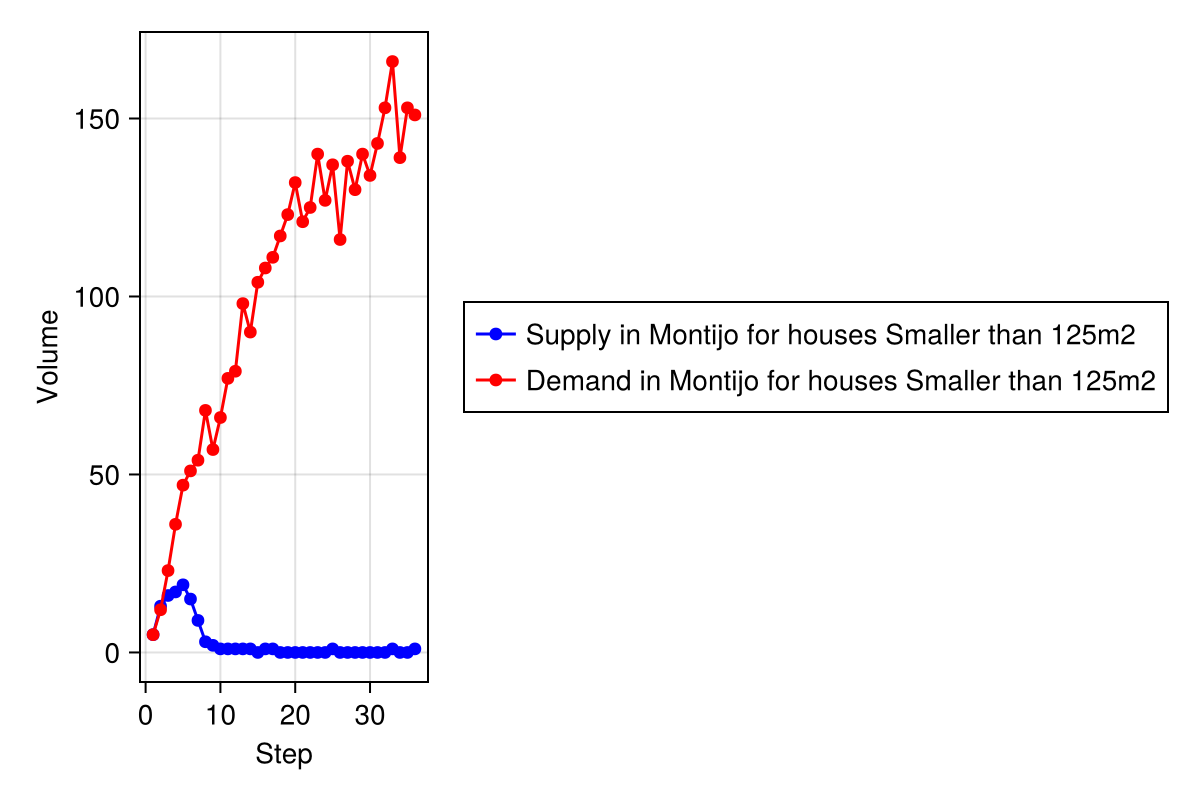 150
100
50
0
Volume
0 10 20 30
Step
Supply in Montijo for houses Smaller than 125m2
Demand in Montijo for houses Smaller than 125m2